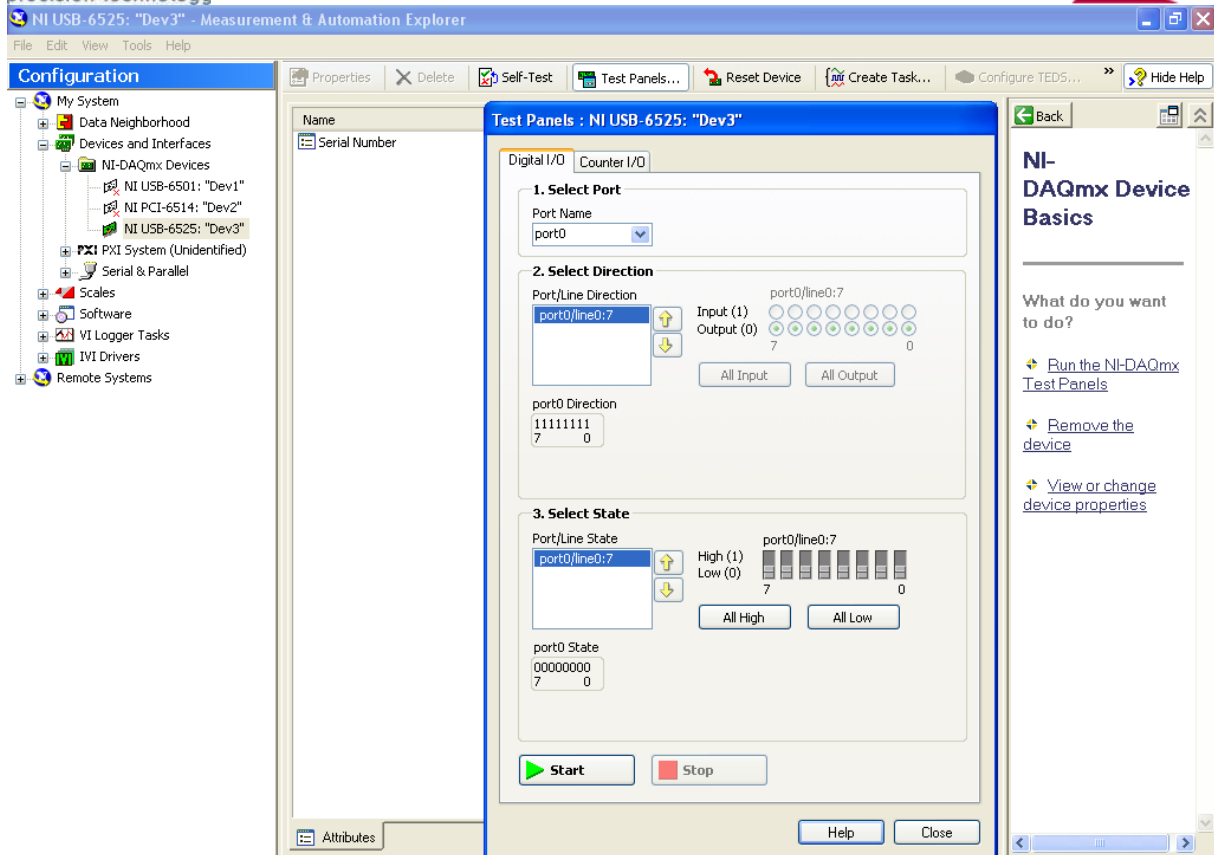 precision technology
NI USB-6525: "Dev3" - Measurement & Automation Explorer
File Edit View Tools Help
Configuration
My System
Data Neighborhood
Devices and Interfaces
NI-DAQmx Devices
NI USB-6501: "Dev1"
NI PCI-6514: "Dev2"
NI USB-6525: "Dev3"
PXI PXI System (Unidentified)
Serial & Parallel
Scales
Software
VI Logger Tasks
IVI IVI Drivers
Remote Systems
Properties Delete Self-Test Test Panels... Reset Device Create Task... Configure TEDS... » Hide Help
Name
Serial Number
Attributes
Test Panels : NI USB-6525: "Dev3"
Digital I/O Counter I/O
1. Select Port
Port Name
port0
2. Select Direction
Port/Line Direction
port0/line0:7
port0/line0:7
Input (1)
Output (0)
7 0
All Input All Output
port0 Direction
11111111
7 0
3. Select State
Port/Line State
port0/line0:7
port0/line0:7
High (1)
Low (0)
7 0
All High All Low
port0 State
00000000
7 0
Start Stop
Help Close
Back
NI-
DAQmx Device
Basics
What do you want
to do?
Run the NI-DAQmx
Test Panels
Remove the
device
View or change
device properties